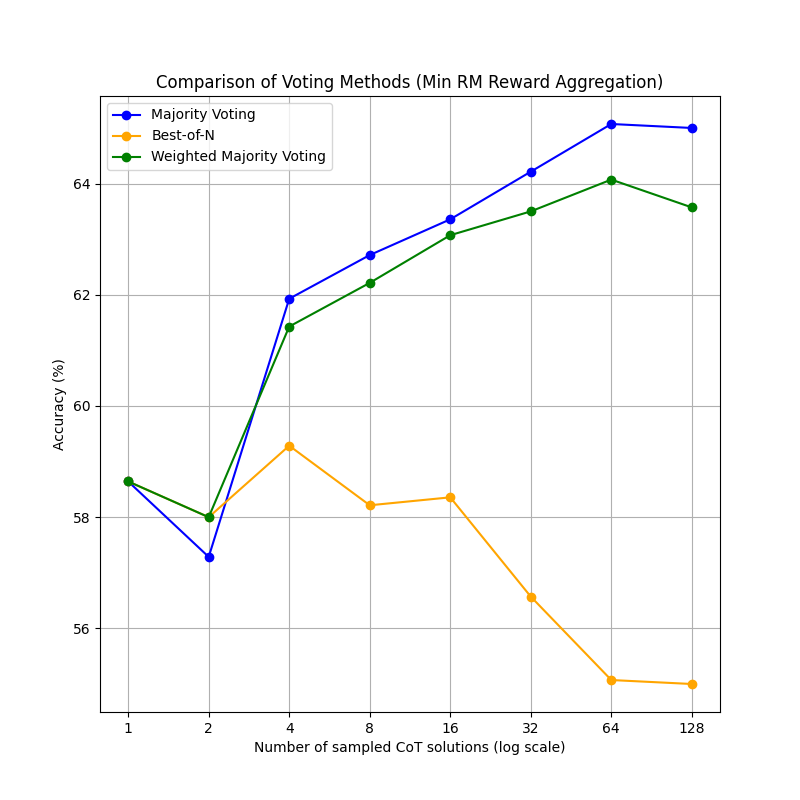 Comparison of Voting Methods (Min RM Reward Aggregation)
Majority Voting
Best-of-N
Weighted Majority Voting
64
62
60
58
56
Accuracy (%)
1 2 4 8 16 32 64 128
Number of sampled CoT solutions (log scale)